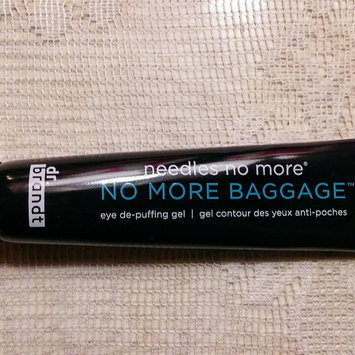 dr
brandt
needles no more®
NO MORE BAGGAGE™
eye de-puffing gel | gel contour des yeux anti-poches